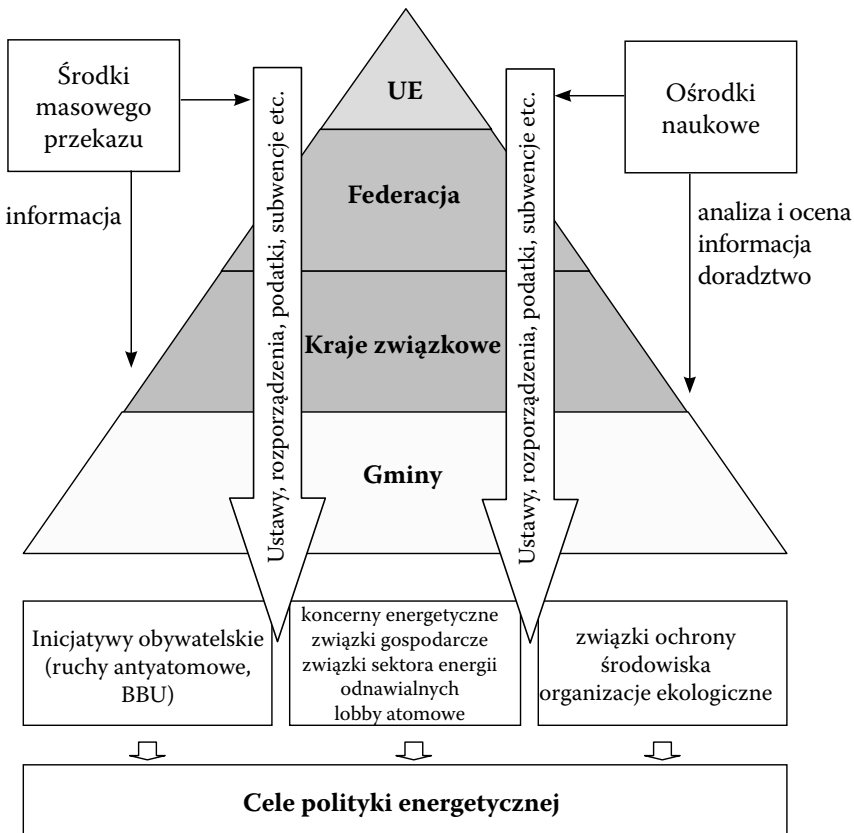 Środki
masowego
przekazu
UE
Ośrodki
naukowe
Federacja
informacja
analiza i ocena
informacja
doradztwo
Kraje związkowe
Gminy
Ustawy, rozporządzenia, podatki, subwencje etc.
Ustawy, rozporządzenia, podatki, subwencje etc.
Inicjatywy obywatelskie
(ruchy antyatomowe,
BBU)
koncerny energetyczne
związki gospodarcze
związki sektora energii
odnawialnych
lobby atomowe
związki ochrony
środowiska
organizacje ekologiczne
Cele polityki energetycznej